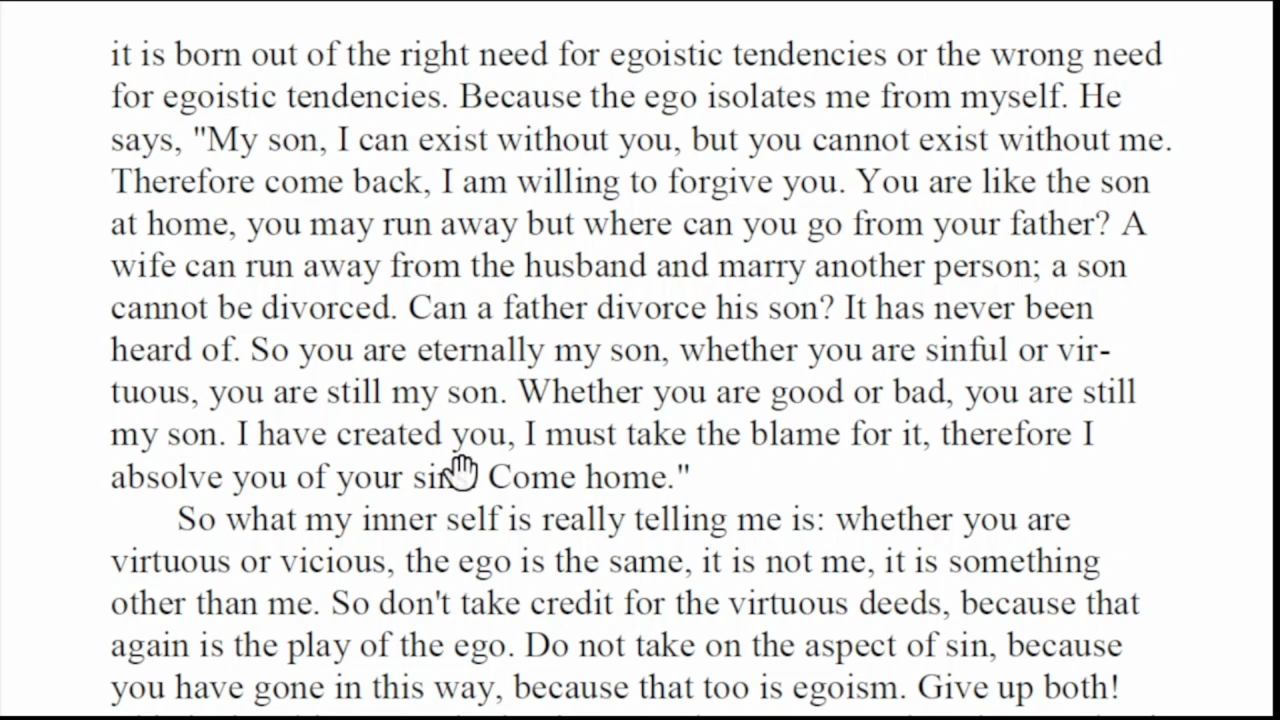 it is born out of the right need for egoistic tendencies or the wrong need
for egoistic tendencies. Because the ego isolates me from myself. He
says, "My son, I can exist without you, but you cannot exist without me.
Therefore come back, I am willing to forgive you. You are like the son
at home, you may run away but where can you go from your father? A
wife can run away from the husband and marry another person; a son
cannot be divorced. Can a father divorce his son? It has never been
heard of. So you are eternally my son, whether you are sinful or vir-
tuous, you are still my son. Whether you are good or bad, you are still
my son. I have created you, I must take the blame for it, therefore I
absolve you of your Come home."
So what my inner self is really telling me is: whether you are
virtuous or vicious, the ego is the same, it is not me, it is something
other than me. So don't take credit for the virtuous deeds, because that
again is the play of the ego. Do not take on the aspect of sin, because
you have gone in this way, because that too is egoism. Give up both!